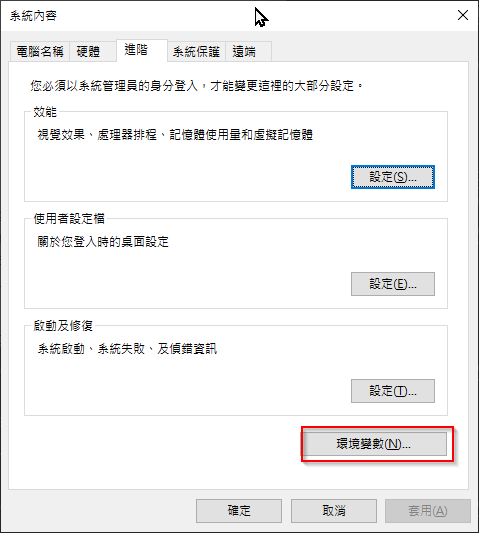 系統內容
電腦名稱 硬體 進階 系統保護 遠端
您必須以系統管理員的身分登入，才能變更這裡的大部分設定。
效能
視覺效果、處理器排程、記憶體使用量和虛擬記憶體
設定(S)...
使用者設定檔
關於您登入時的桌面設定
設定(E)...
啟動及修復
系統啟動、系統失敗、及偵錯資訊
設定(T)...
環境變數(N)...
確定 取消 套用(A)